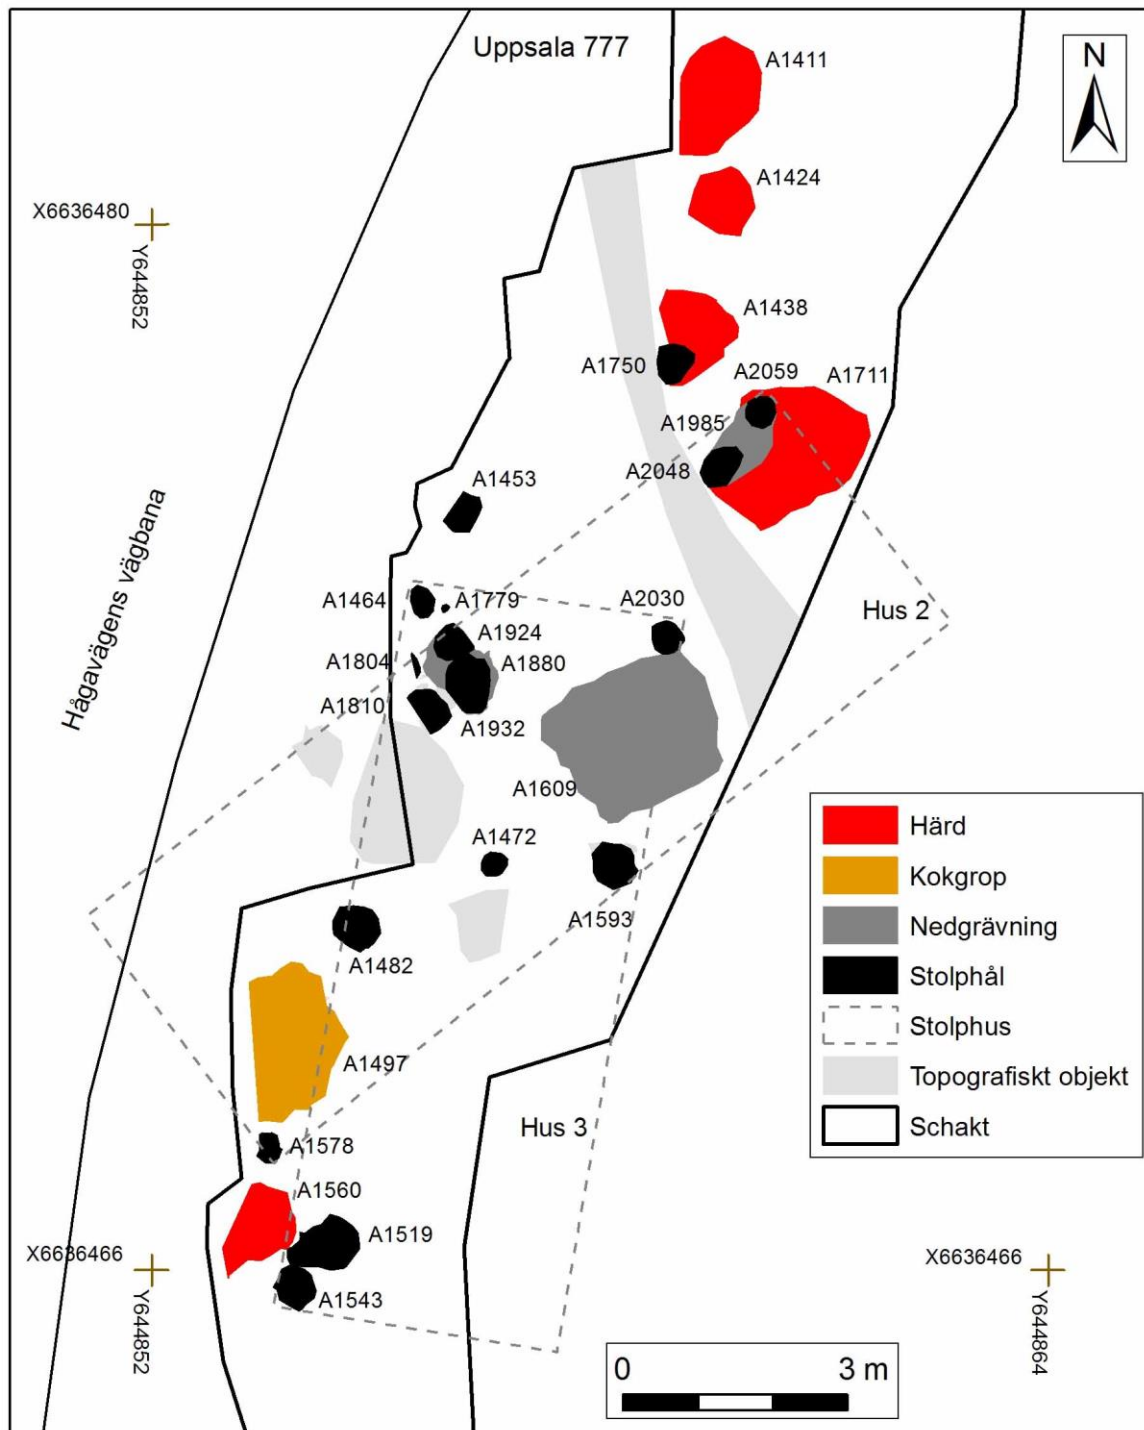 Uppsala 777
A1411
N
A1424
X6636480
Y644852
A1438
A1750
A2059
A1711
A1985
A2048
A1453
Hågavägens vägbana
A1464
A1779
A2030
Hus 2
A1924
A1804
A1880
A1810
A1932
A1609
Härd
A1472
Kokgrop
A1593
Nedgrävning
A1482
Stolphål
Stolphus
A1497
Topografiskt objekt
Hus 3
Schakt
A1578
A1560
A1519
X6636466
X6636466
A1543
Y644852
Y644864
0 3 m